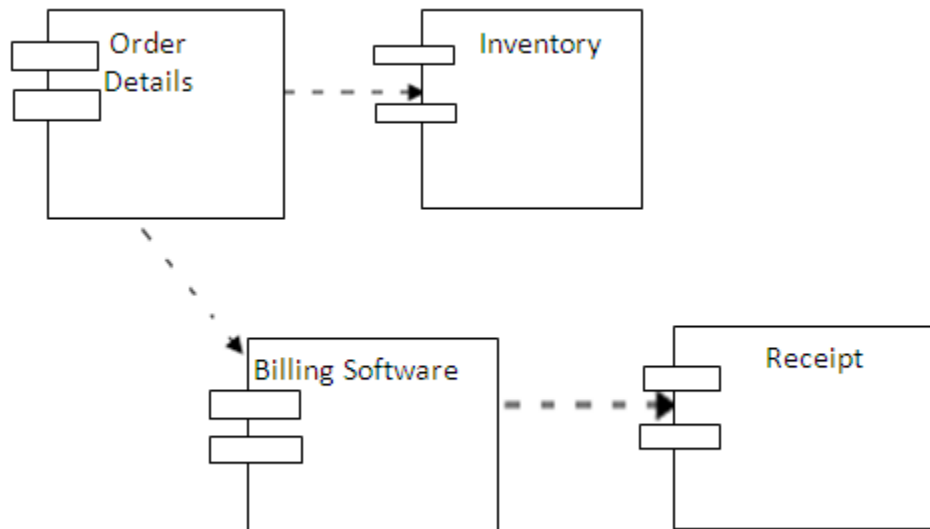 Order
Details
Inventory
Billing Software
Receipt